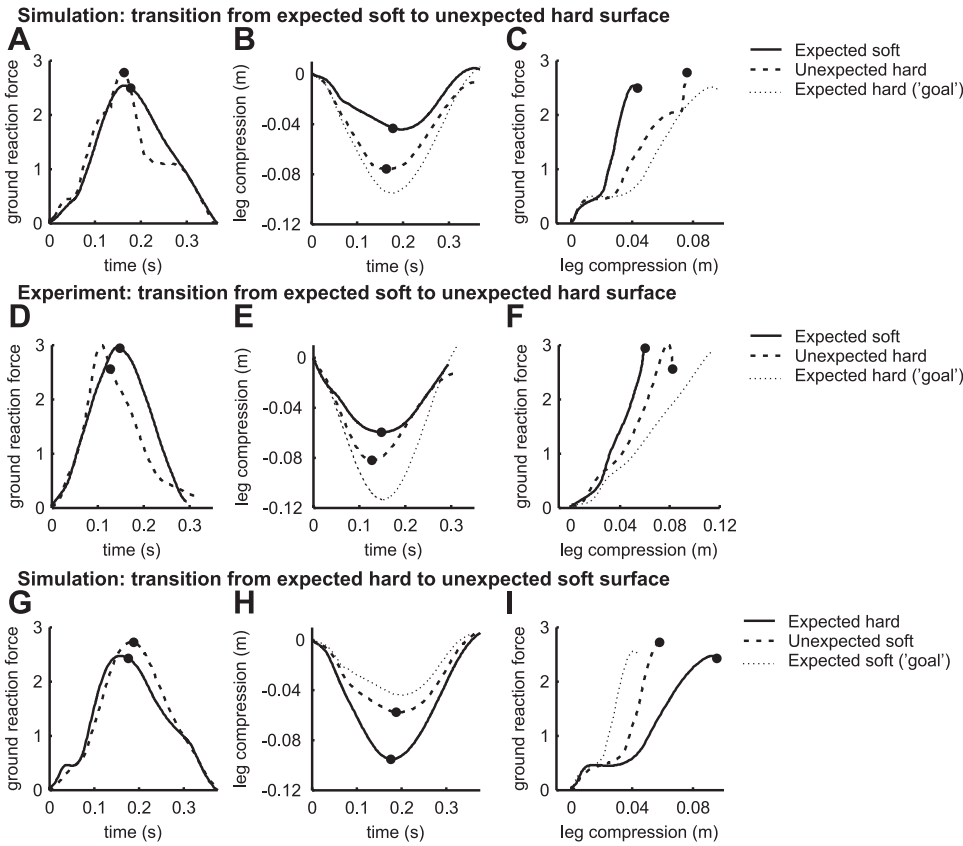 Simulation: transition from expected soft to unexpected hard surface
A
B
C
ground reaction force
3
2
1
0
0 0.1 0.2 0.3
time (s)
leg compression (m)
0
-0.04
-0.08
-0.12
0 0.1 0.2 0.3
time (s)
ground reaction force
3
2
1
0
0 0.04 0.08
leg compression (m)
Expected soft
Unexpected hard
Expected hard ('goal')
Experiment: transition from expected soft to unexpected hard surface
D
E
F
ground reaction force
3
2
1
0
0 0.1 0.2 0.3
time (s)
leg compression (m)
0
-0.04
-0.08
-0.12
0 0.1 0.2 0.3
time (s)
ground reaction force
3
2
1
0
0 0.04 0.08 0.12
leg compression (m)
Expected soft
Unexpected hard
Expected hard ('goal')
Simulation: transition from expected hard to unexpected soft surface
G
H
I
ground reaction force
3
2
1
0
0 0.1 0.2 0.3
time (s)
leg compression (m)
0
-0.04
-0.08
-0.12
0 0.1 0.2 0.3
time (s)
ground reaction force
3
2
1
0
0 0.04 0.08
leg compression (m)
Expected hard
Unexpected soft
Expected soft ('goal')